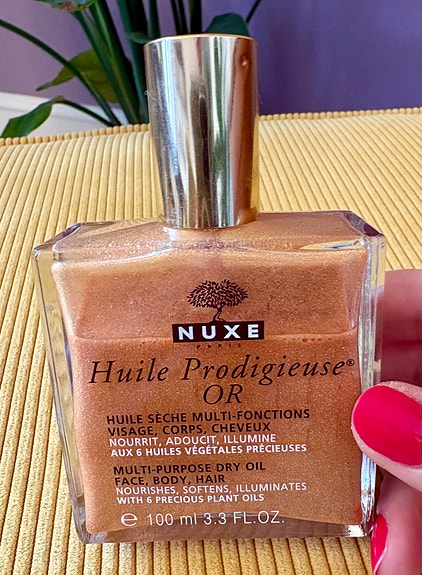 NUXE
PARIS
Huile Prodigieuse®
OR
HUILE SÈCHE MULTI-FONCTIONS
VISAGE, CORPS, CHEVEUX
NOURRIT, ADOUCIT, ILLUMINE
AUX 6 HUILES VÉGÉTALES PRÉCIEUSES
MULTI-PURPOSE DRY OIL
FACE, BODY, HAIR
NOURISHES, SOFTENS, ILLUMINATES
WITH 6 PRECIOUS PLANT OILS
℮ 100 ml 3.3 FL.OZ.